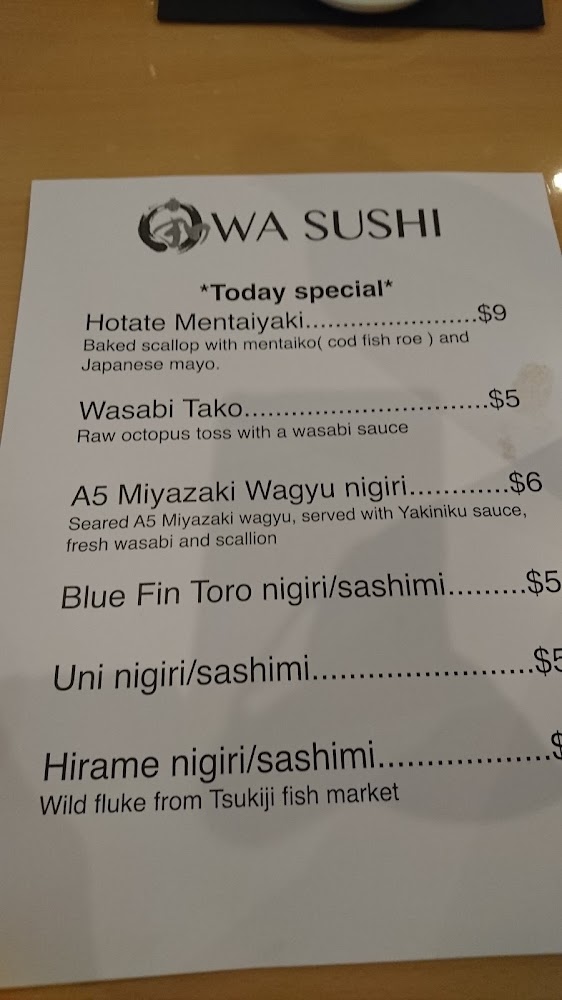 WA SUSHI
*Today special*
Hotate Mentaiyaki........................$9
Baked scallop with mentaiko( cod fish roe ) and
Japanese mayo.
Wasabi Tako.................................$5
Raw octopus toss with a wasabi sauce
A5 Miyazaki Wagyu nigiri............$6
Seared A5 Miyazaki wagyu, served with Yakiniku sauce,
fresh wasabi and scallion
Blue Fin Toro nigiri/sashimi.........$5
Uni nigiri/sashimi........................$5
Hirame nigiri/sashimi..................$
Wild fluke from Tsukiji fish market